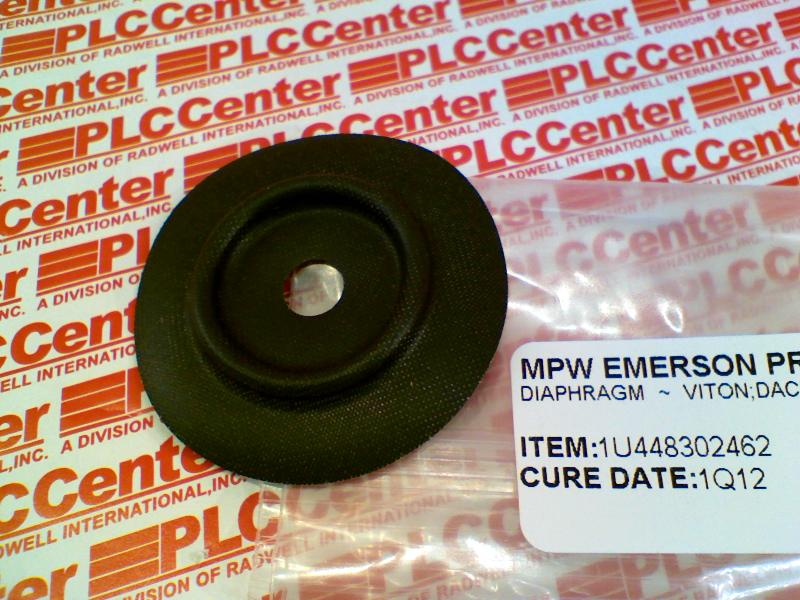 PLCCenter
A DIVISION OF RADWELL INTERNATIONAL, INC.
MPW EMERSON PR
DIAPHRAGM ~ VITON;DAC
ITEM:1U448302462
CURE DATE:1Q12